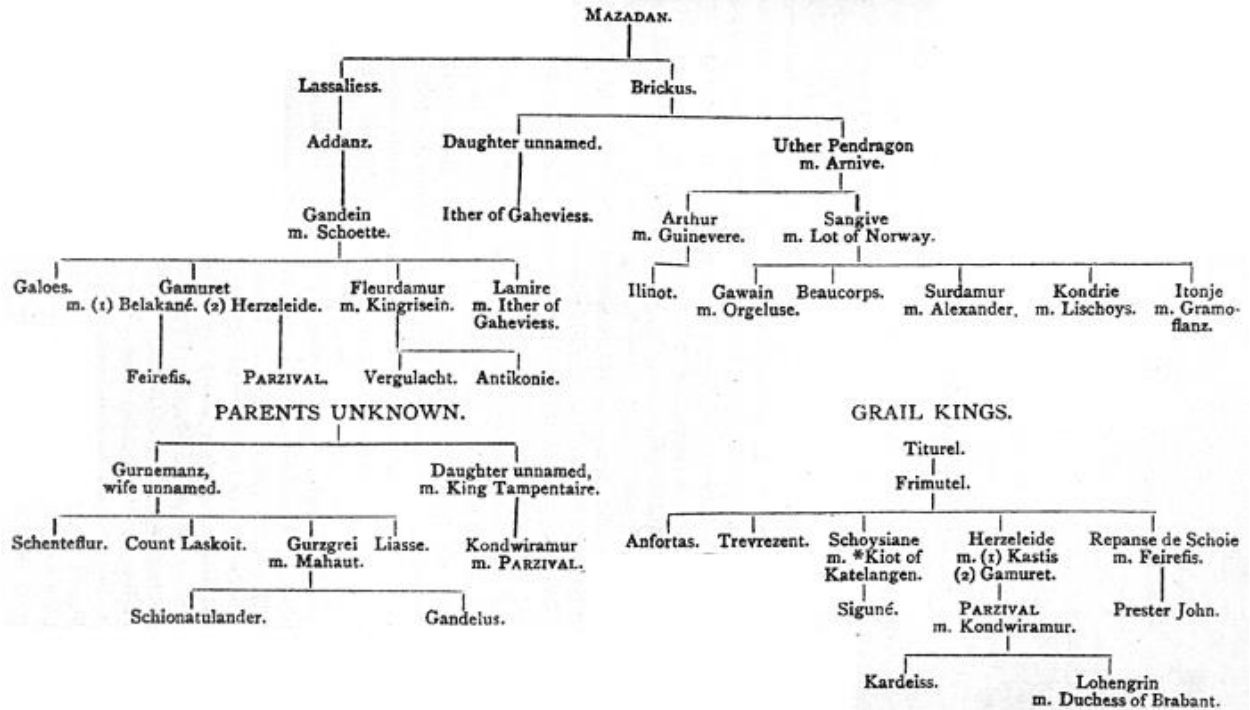 MAZADAN.
Lassaliess. Brickus.
Addanz. Daughter unnamed. Uther Pendragon
m. Arnive.
Gandein Ither of Gaheviess. Arthur Sangive
m. Schoette. m. Guinevere. m. Lot of Norway.
Galoes. Gamuret Fleurdamur Lamire
m. (1) Belakané. (2) Herzeleide. m. Kingrisein. m. Ither of
Gaheviess.
Ilinot. Gawain Beaucorps. Surdamur Kondrie Itonje
m. Orgeluse. m. Alexander. m. Lischoys. m. Gramo-
flanz.
Feirefis. PARZIVAL. Vergulacht. Antikonie.
PARENTS UNKNOWN.
Gurnemanz, Daughter unnamed,
wife unnamed. m. King Tampentaire.
Schenteflur. Count Laskoit. Gurzgrei Liasse. Kondwiramur
m. Mahaut. m. PARZIVAL.
Schionatulander. Gandelus.
GRAIL KINGS.
Titurel.
Frimutel.
Anfortas. Trevrezent. Schoysiane Herzeleide Repanse de Schoie
m. *Kiot of m. (1) Kastis m. Feirefis.
Katelangen. (2) Gamuret.
Siguné. PARZIVAL Prester John.
m. Kondwiramur.
Kardeiss. Lohengrin
m. Duchess of Brabant.